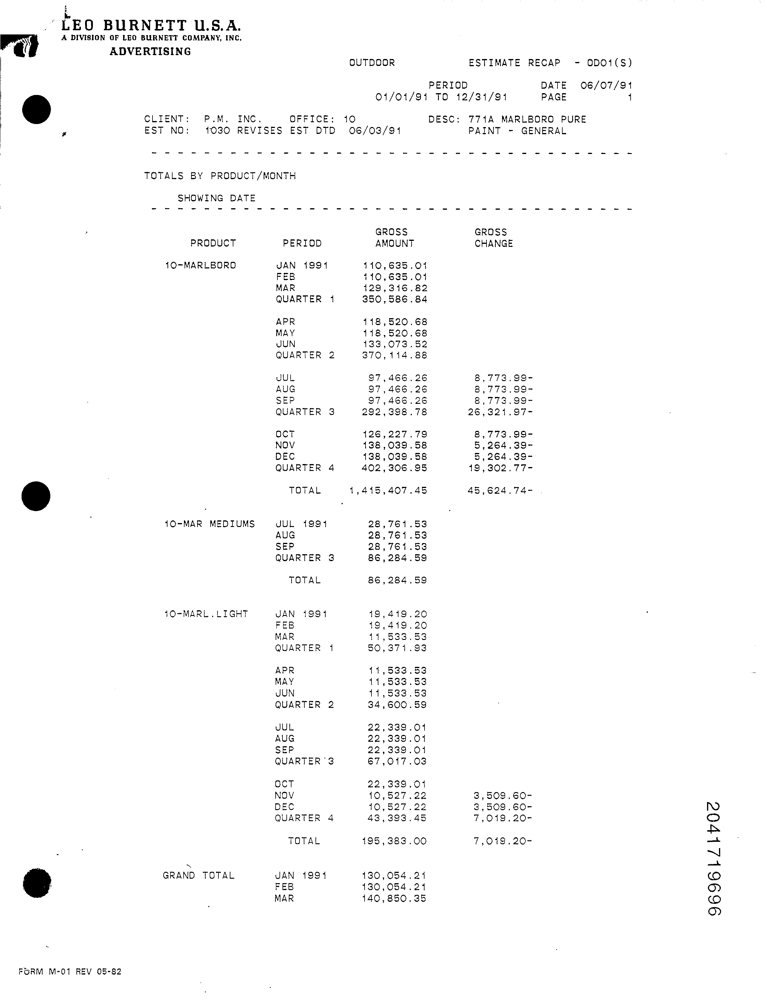 LEO BURNETT U.S.A.
A DIVISION OF LEO BURNETT COMPANY, INC.
ADVERTISING
OUTDOOR ESTIMATE RECAP - ODO1(S)
PERIOD DATE 06/07/91
01/01/91 TO 12/31/91 PAGE 1
CLIENT: P.M. INC. OFFICE: 10 DESC: 771A MARLBORO PURE
EST NO: 1030 REVISES EST DTD 06/03/91 PAINT - GENERAL
TOTALS BY PRODUCT/MONTH
SHOWING DATE
GROSS GROSS
PRODUCT PERIOD AMOUNT CHANGE
10-MARLBORO JAN 1991 110,635.01
FEB 110,635.01
MAR 129,316.82
QUARTER 1 350,586.84
APR 118,520.68
MAY 118,520.68
JUN 133,073.52
QUARTER 2 370,114.88
JUL 97,466.26 8,773.99-
AUG 97,466.26 8,773.99-
SEP 97,466.26 8,773.99-
QUARTER 3 292,398.78 26,321.97-
OCT 126,227.79 8,773.99-
NOV 138,039.58 5,264.39-
DEC 138,039.58 5,264.39-
QUARTER 4 402,306.95 19,302.77-
TOTAL 1,415,407.45 45,624.74-
10-MAR MEDIUMS JUL 1991 28,761.53
AUG 28,761.53
SEP 28,761.53
QUARTER 3 86,284.59
TOTAL 86,284.59
10-MARL.LIGHT JAN 1991 19,419.20
FEB 19,419.20
MAR 11,533.53
QUARTER 1 50,371.93
APR 11,533.53
MAY 11,533.53
JUN 11,533.53
QUARTER 2 34,600.59
JUL 22,339.01
AUG 22,339.01
SEP 22,339.01
QUARTER 3 67,017.03
OCT 22,339.01
NOV 10,527.22 3,509.60-
DEC 10,527.22 3,509.60-
QUARTER 4 43,393.45 7,019.20-
TOTAL 195,383.00 7,019.20-
GRAND TOTAL JAN 1991 130,054.21
FEB 130,054.21
MAR 140,850.35
2041719696
FORM M-01 REV 05-82